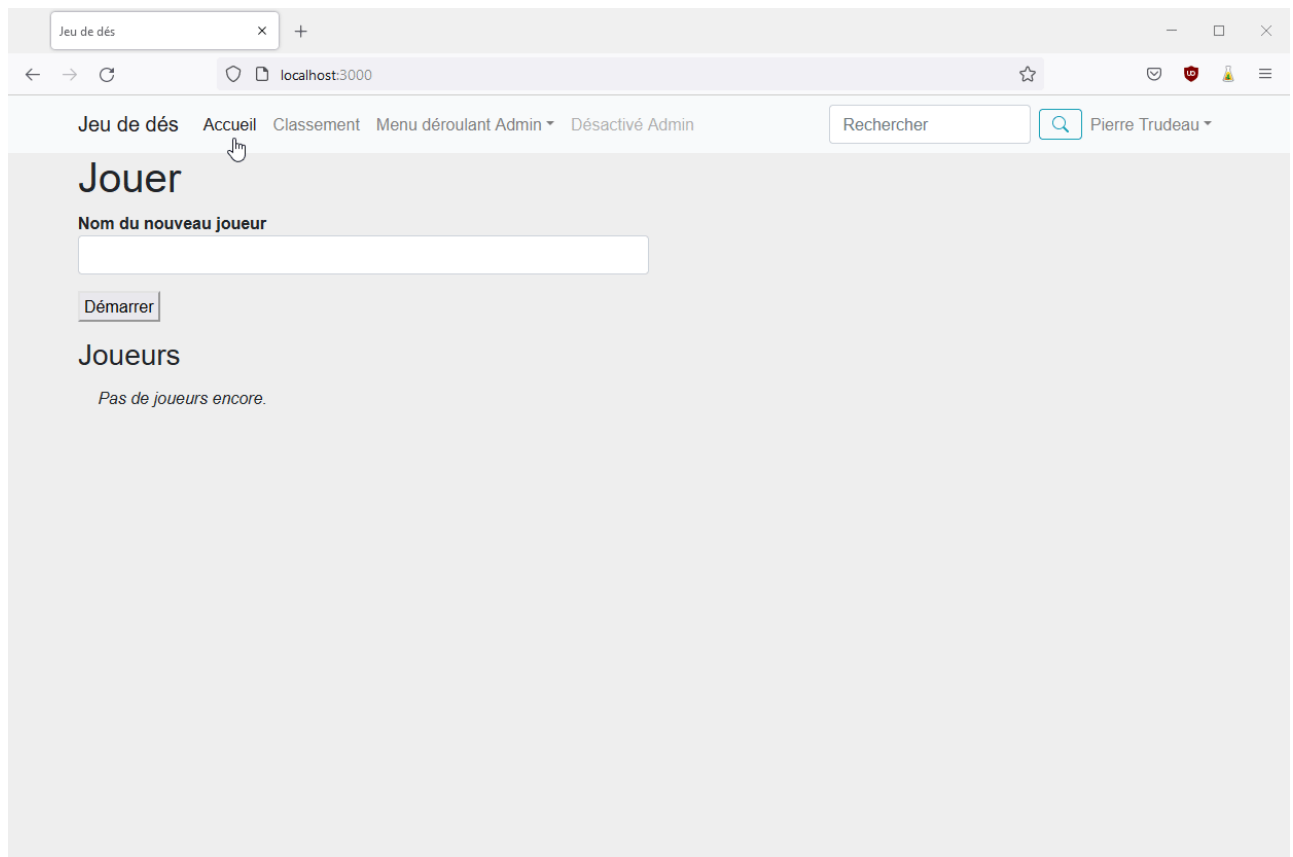 Jeu de dés
localhost:3000
Jeu de dés Accueil Classement Menu déroulant Admin Désactivé Admin Rechercher Pierre Trudeau
Jouer
Nom du nouveau joueur
Démarrer
Joueurs
Pas de joueurs encore.